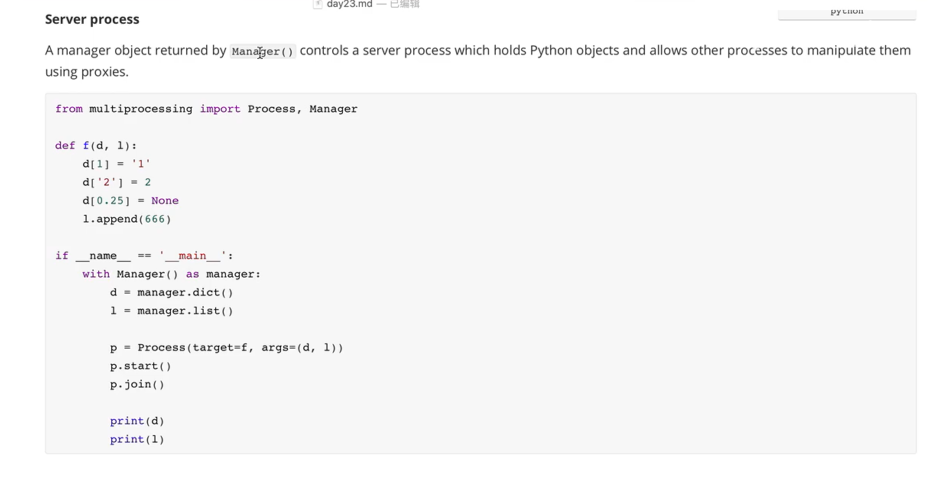 day23.md — 已编辑
python
Server process
A manager object returned by Manager() controls a server process which holds Python objects and allows other processes to manipulate them
using proxies.
from multiprocessing import Process, Manager
def f(d, l):
    d[1] = '1'
    d['2'] = 2
    d[0.25] = None
    l.append(666)
if __name__ == '__main__':
    with Manager() as manager:
        d = manager.dict()
        l = manager.list()
        p = Process(target=f, args=(d, l))
        p.start()
        p.join()
        print(d)
        print(l)